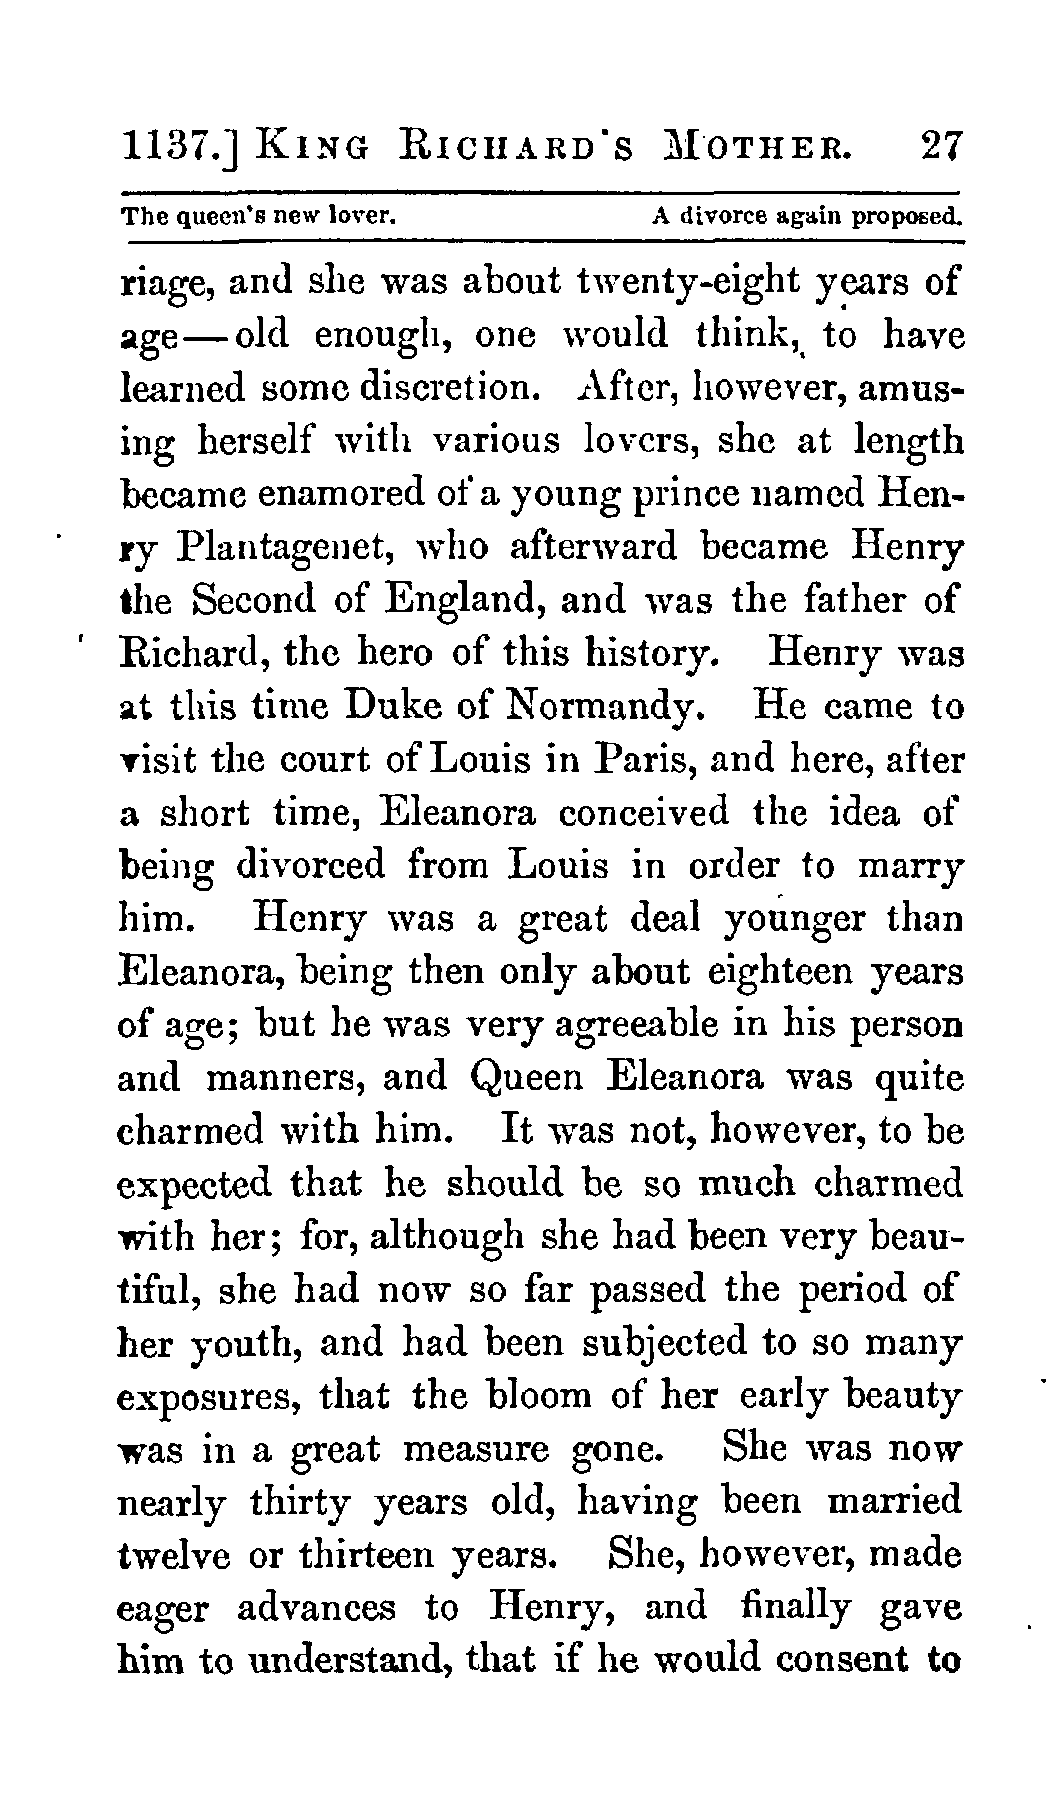 1137.] King Richard's Mother. 27
The queen's new lover. A divorce again proposed.
riage, and she was about twenty-eight years of
age—old enough, one would think, to have
learned some discretion. After, however, amus-
ing herself with various lovers, she at length
became enamored of a young prince named Hen-
ry Plantagenet, who afterward became Henry
the Second of England, and was the father of
Richard, the hero of this history. Henry was
at this time Duke of Normandy. He came to
visit the court of Louis in Paris, and here, after
a short time, Eleanora conceived the idea of
being divorced from Louis in order to marry
him. Henry was a great deal younger than
Eleanora, being then only about eighteen years
of age; but he was very agreeable in his person
and manners, and Queen Eleanora was quite
charmed with him. It was not, however, to be
expected that he should be so much charmed
with her; for, although she had been very beau-
tiful, she had now so far passed the period of
her youth, and had been subjected to so many
exposures, that the bloom of her early beauty
was in a great measure gone. She was now
nearly thirty years old, having been married
twelve or thirteen years. She, however, made
eager advances to Henry, and finally gave
him to understand, that if he would consent to